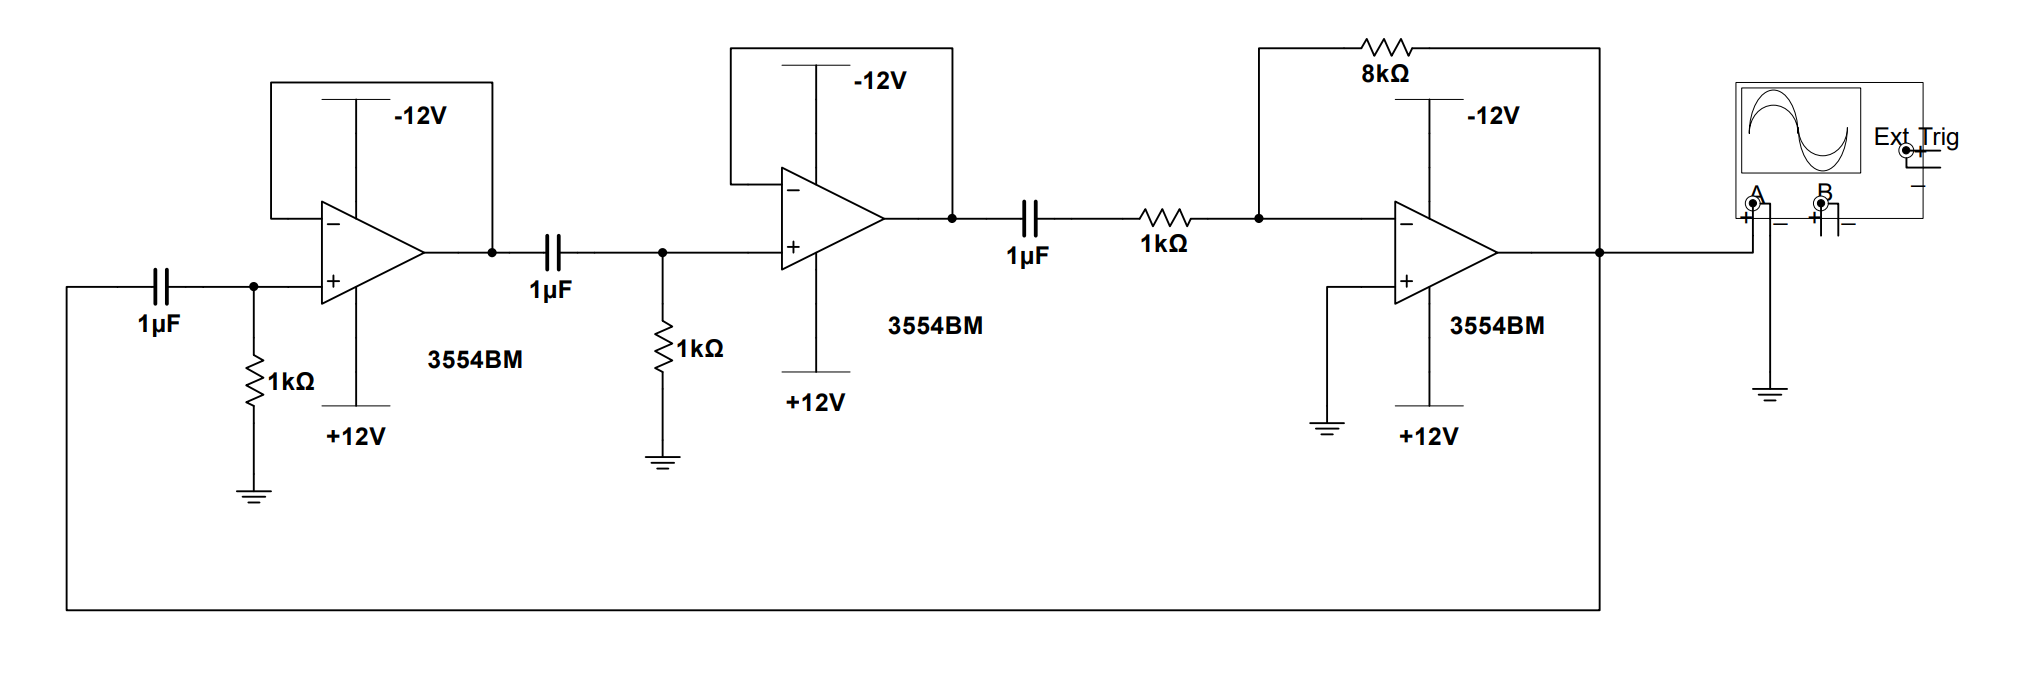 8kΩ
-12V
-12V
-12V
Ext Trig
+
_
A
B
+
_
+
_
1kΩ
1µF
1µF
1µF
1kΩ
1kΩ
3554BM
3554BM
3554BM
+12V
+12V
+12V